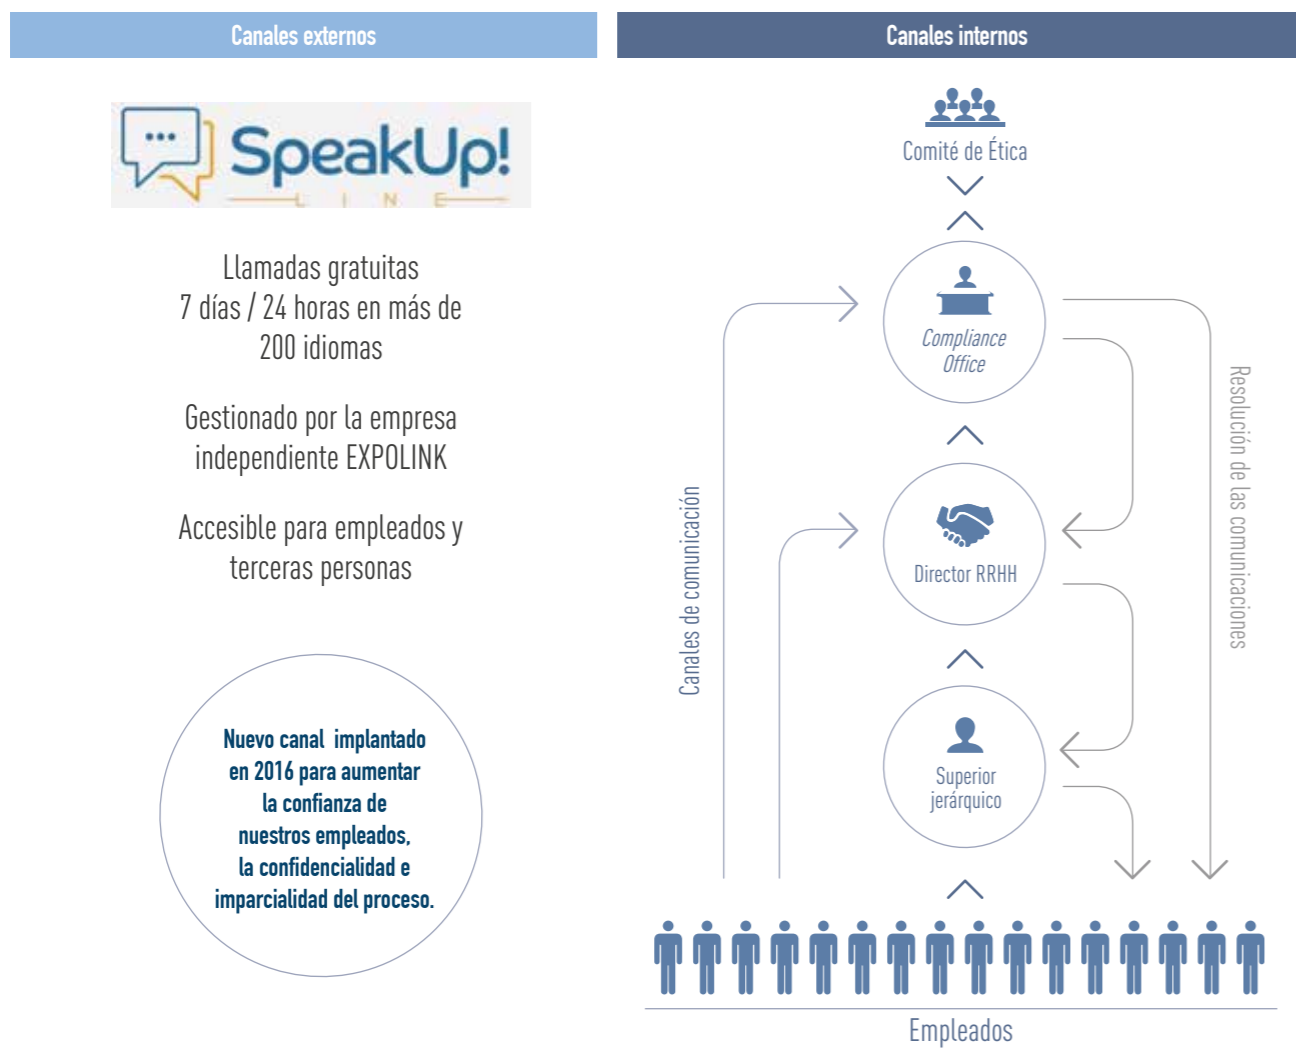 Canales externos
SpeakUp!
LINE
Llamadas gratuitas
7 días / 24 horas en más de
200 idiomas
Gestionado por la empresa
independiente EXPOLINK
Accesible para empleados y
terceras personas
Nuevo canal implantado
en 2016 para aumentar
la confianza de
nuestros empleados,
la confidencialidad e
imparcialidad del proceso.
Canales internos
Comité de Ética
Compliance
Office
Director RRHH
Superior
jerárquico
Canales de comunicación
Resolución de las comunicaciones
Empleados